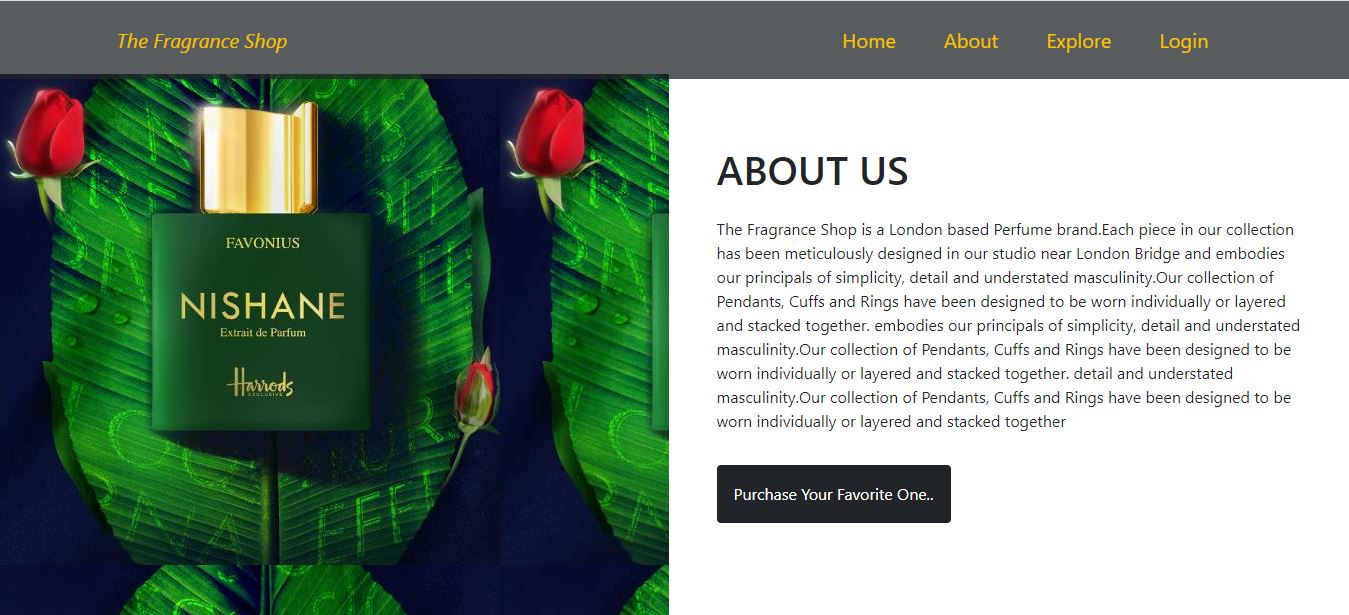 The Fragrance Shop
Home About Explore Login
FAVONIUS
NISHANE
Extrait de Parfum
Harrods
EXCLUSIVE
ABOUT US
The Fragrance Shop is a London based Perfume brand.Each piece in our collection
has been meticulously designed in our studio near London Bridge and embodies
our principals of simplicity, detail and understated masculinity.Our collection of
Pendants, Cuffs and Rings have been designed to be worn individually or layered
and stacked together. embodies our principals of simplicity, detail and understated
masculinity.Our collection of Pendants, Cuffs and Rings have been designed to be
worn individually or layered and stacked together. detail and understated
masculinity.Our collection of Pendants, Cuffs and Rings have been designed to be
worn individually or layered and stacked together
Purchase Your Favorite One..